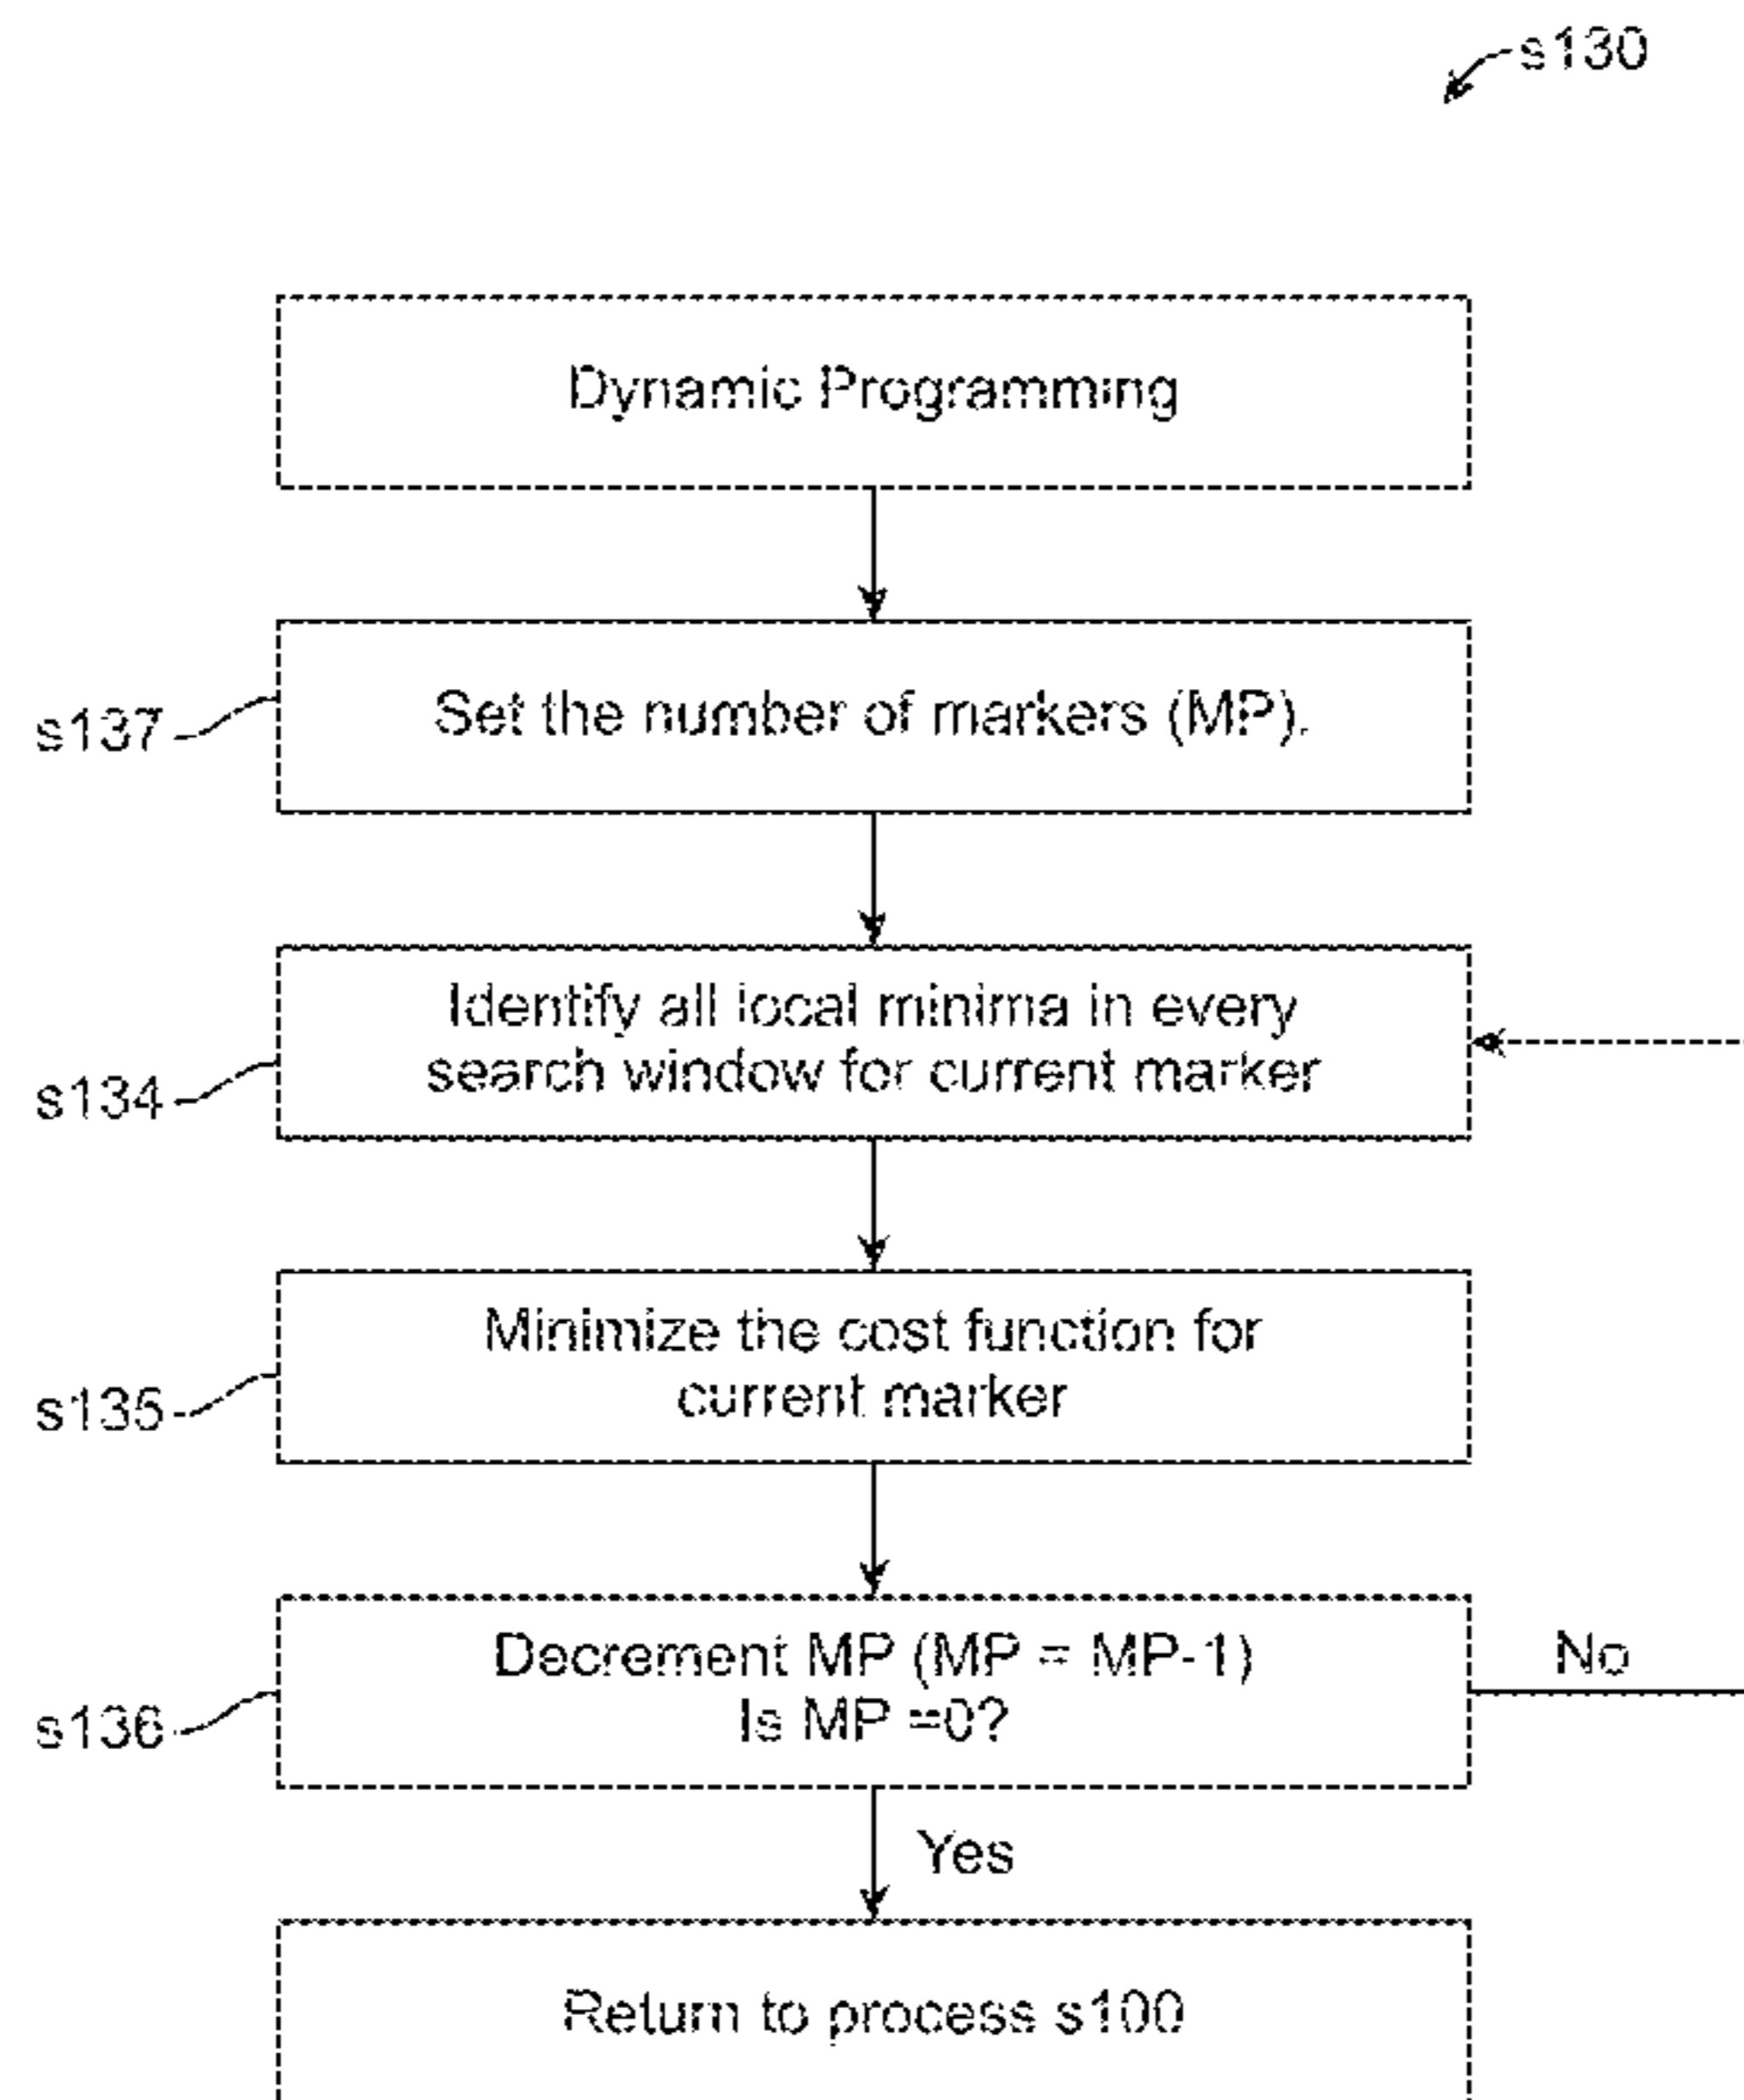 s130
Dynamic Programming
s137
Set the number of markers (MP).
s134
Identify all local minima in every
search window for current marker
s135
Minimize the cost function for
current marker
s136
Decrement MP (MP = MP-1)
Is MP =0?
No
Yes
Return to process s100